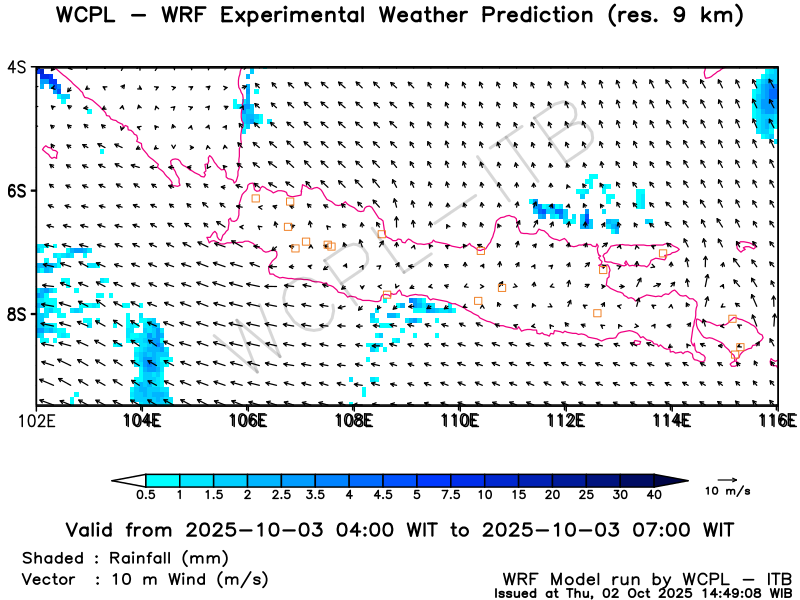 WCPL – WRF Experimental Weather Prediction (res. 9 km)
4S
6S
8S
WCPL–ITB
102E 104E 106E 108E 110E 112E 114E 116E
0.5 1 1.5 2 2.5 3.5 4 4.5 5 7.5 10 15 20 25 30 40
10 m/s
Valid from 2025–10–03 04:00 WIT to 2025–10–03 07:00 WIT
Shaded : Rainfall (mm)
Vector : 10 m Wind (m/s)
WRF Model run by WCPL – ITB
Issued at Thu, 02 Oct 2025 14:49:08 WIB